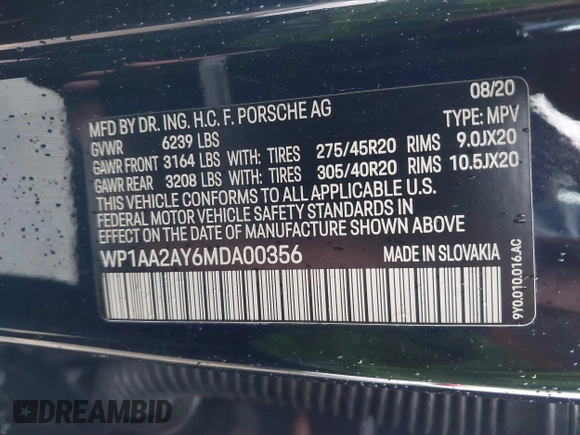 08/20
MFD BY DR. ING. H.C. F. PORSCHE AG TYPE: MPV
GVWR 6239 LBS
GAWR FRONT 3164 LBS WITH: TIRES 275/45R20 RIMS 9.0JX20
GAWR REAR 3208 LBS WITH: TIRES 305/40R20 RIMS 10.5JX20
THIS VEHICLE CONFORMS TO ALL APPLICABLE U.S.
FEDERAL MOTOR VEHICLE SAFETY STANDARDS IN
EFFECT ON THE DATE OF MANUFACTURE SHOWN ABOVE
WP1AA2AY6MDA00356 MADE IN SLOVAKIA
9Y0.010.016.AC
DREAMBID